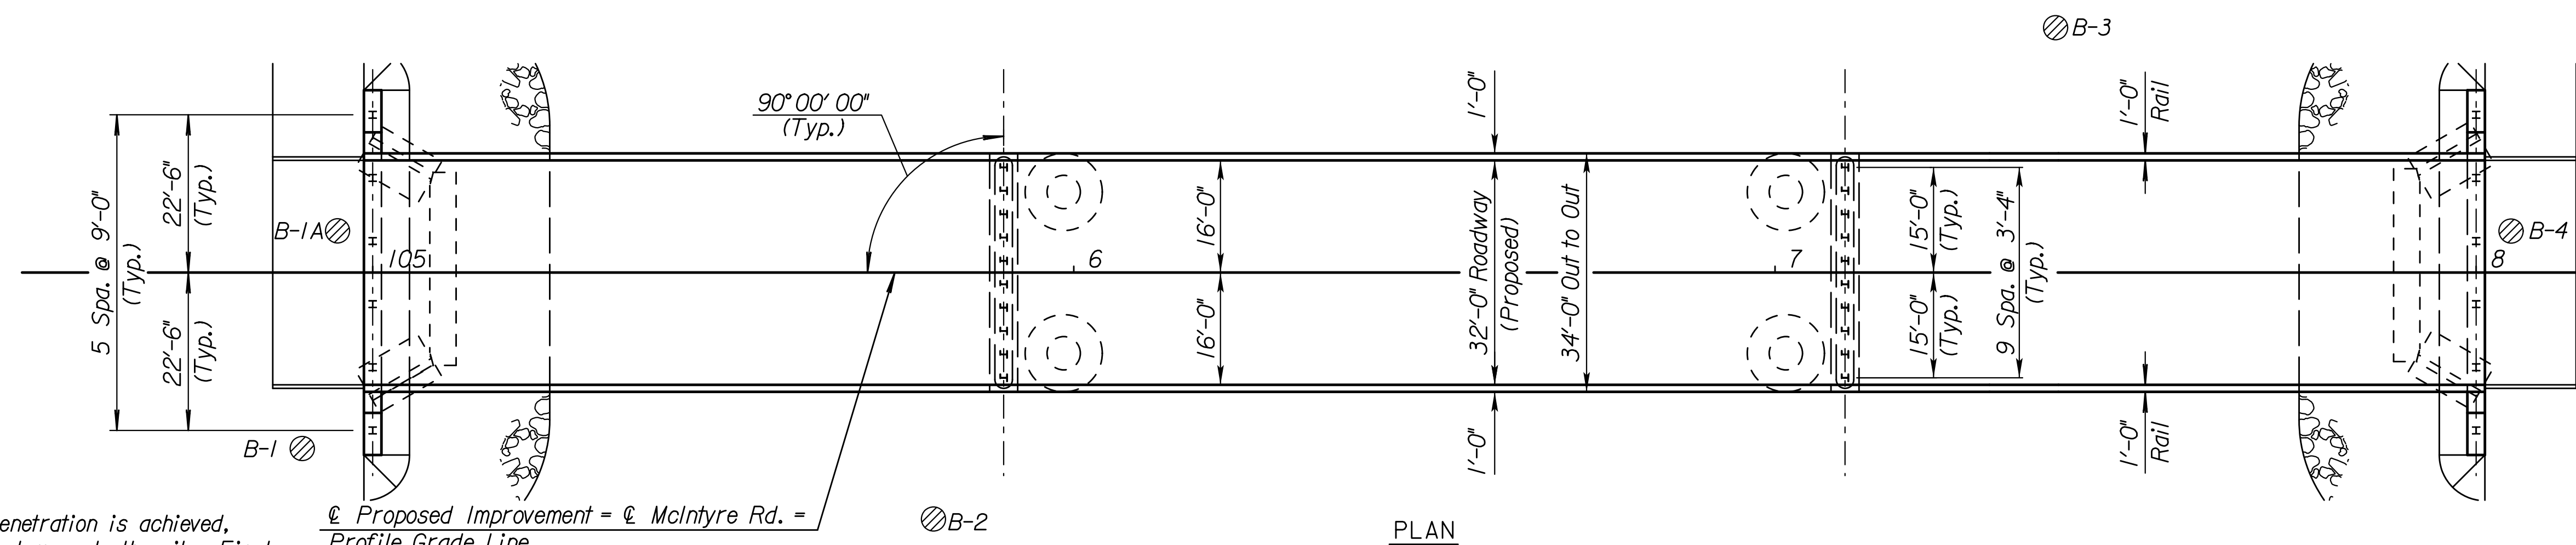 B-3
90°00'00"
(Typ.)
1'-0"
1'-0"
Rail
5 Spa. @ 9'-0"
(Typ.)
22'-6"
(Typ.)
22'-6"
(Typ.)
B-1A
105
6
7
8
16'-0"
16'-0"
32'-0" Roadway
(Proposed)
34'-0" Out to Out
15'-0"
(Typ.)
15'-0"
(Typ.)
9 Spa. @ 3'-4"
(Typ.)
B-4
B-1
1'-0"
1'-0"
Rail
enetration is achieved,
℄ Proposed Improvement = ℄ McIntyre Rd. =
Profile Grade Line
B-2
PLAN